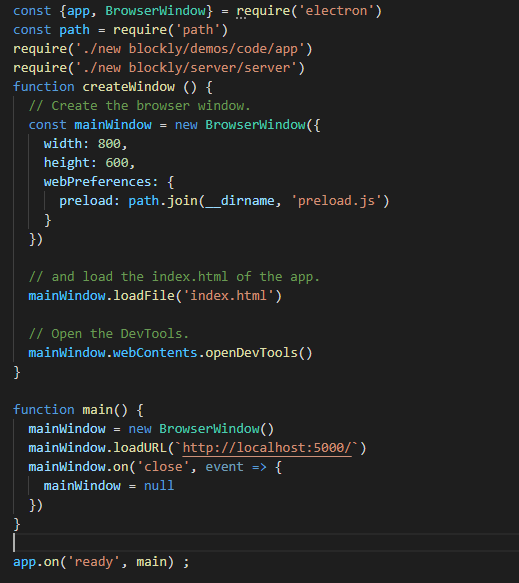 const {app, BrowserWindow} = require('electron')
const path = require('path')
require('./new blockly/demos/code/app')
require('./new blockly/server/server')
function createWindow () {
  // Create the browser window.
  const mainWindow = new BrowserWindow({
    width: 800,
    height: 600,
    webPreferences: {
      preload: path.join(__dirname, 'preload.js')
    }
  })

  // and load the index.html of the app.
  mainWindow.loadFile('index.html')

  // Open the DevTools.
  mainWindow.webContents.openDevTools()
}

function main() {
  mainWindow = new BrowserWindow()
  mainWindow.loadURL(`http://localhost:5000/`)
  mainWindow.on('close', event => {
    mainWindow = null
  })
}

app.on('ready', main) ;